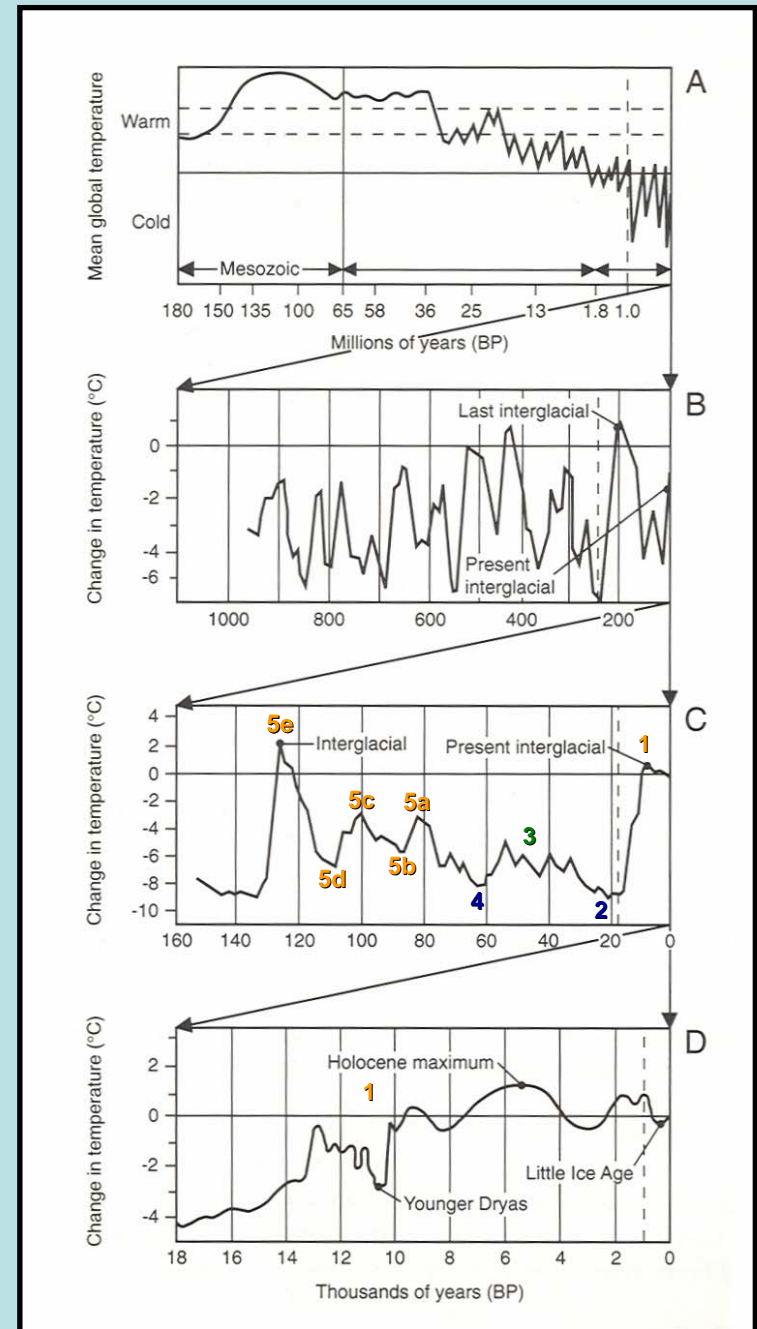 A
Mean global temperature
Warm
Cold
Mesozoic
180 150 135 100 65 58 36 25 13 1.8 1.0
Millions of years (BP)
B
Change in temperature (°C)
Last interglacial
0
-2
-4
Present
interglacial
-6
1000 800 600 400 200
C
Change in temperature (°C)
4
5e
2
Interglacial
Present interglacial
1
0
-2
5c
5a
-4
3
-6
5d
5b
-8
4
2
-10
160 140 120 100 80 60 40 20 0
D
Change in temperature (°C)
2
Holocene maximum
1
0
-2
Little Ice Age
Younger Dryas
-4
18 16 14 12 10 8 6 4 2 0
Thousands of years (BP)